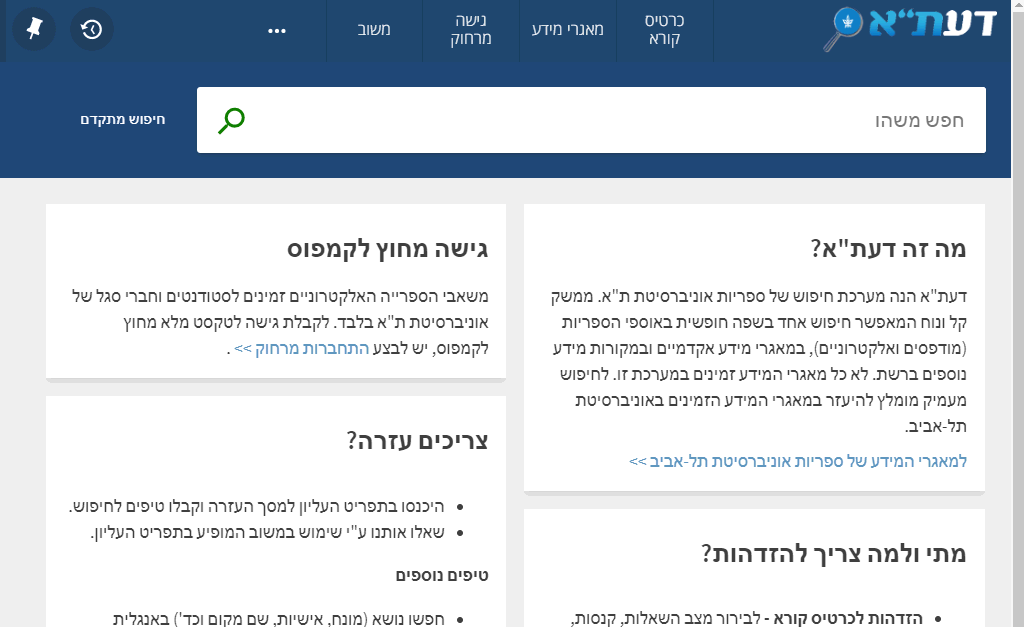 דעת"א
כרטיס
קורא
מאגרי מידע
גישה
מרחוק
משוב
חפש משהו
חיפוש מתקדם
מה זה דעת"א?
דעת"א הנה מערכת חיפוש של ספריות אוניברסיטת ת"א. ממשק
קל ונוח המאפשר חיפוש אחד בשפה חופשית באוספי הספריות
(מודפסים ואלקטרוניים), במאגרי מידע אקדמיים ובמקורות מידע
נוספים ברשת. לא כל מאגרי המידע זמינים במערכת זו. לחיפוש
מעמיק מומלץ להיעזר במאגרי המידע הזמינים באוניברסיטת
תל-אביב.
למאגרי המידע של ספריות אוניברסיטת תל-אביב >>
מתי ולמה צריך להזדהות?
הזדהות לכרטיס קורא - לבירור מצב השאלות, קנסות,
גישה מחוץ לקמפוס
משאבי הספרייה האלקטרוניים זמינים לסטודנטים וחברי סגל של
אוניברסיטת ת"א בלבד. לקבלת גישה לטקסט מלא מחוץ
לקמפוס, יש לבצע התחברות מרחוק >> .
צריכים עזרה?
היכנסו בתפריט העליון למסך העזרה וקבלו טיפים לחיפוש.
שאלו אותנו ע"י שימוש במשוב המופיע בתפריט העליון.
טיפים נוספים
חפשו נושא (מונח, אישיות, שם מקום וכד') באנגלית